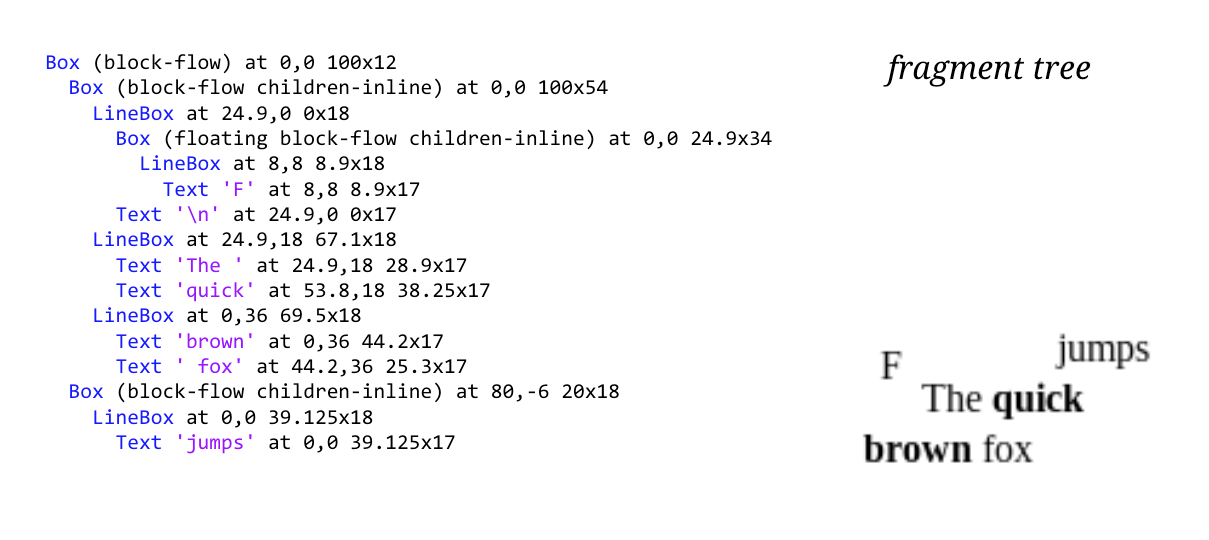 Box (block-flow) at 0,0 100x12
  Box (block-flow children-inline) at 0,0 100x54
    LineBox at 24.9,0 0x18
      Box (floating block-flow children-inline) at 0,0 24.9x34
        LineBox at 8,8 8.9x18
          Text 'F' at 8,8 8.9x17
      Text '\n' at 24.9,0 0x17
    LineBox at 24.9,18 67.1x18
      Text 'The ' at 24.9,18 28.9x17
      Text 'quick' at 53.8,18 38.25x17
    LineBox at 0,36 69.5x18
      Text 'brown' at 0,36 44.2x17
      Text ' fox' at 44.2,36 25.3x17
  Box (block-flow children-inline) at 80,-6 20x18
    LineBox at 0,0 39.125x18
      Text 'jumps' at 0,0 39.125x17
fragment tree
jumps
F
The quick
brown fox